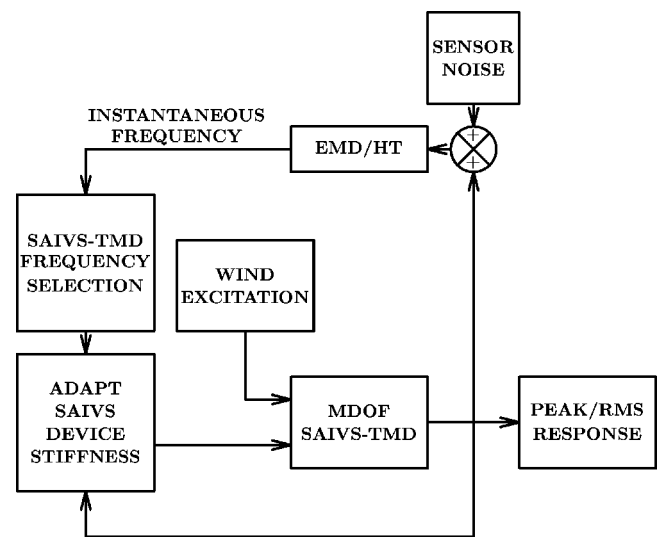 SENSOR
NOISE
INSTANTANEOUS
FREQUENCY
EMD/HT
+
+
SAIVS-TMD
FREQUENCY
SELECTION
WIND
EXCITATION
ADAPT
SAIVS
DEVICE
STIFFNESS
MDOF
SAIVS-TMD
PEAK/RMS
RESPONSE